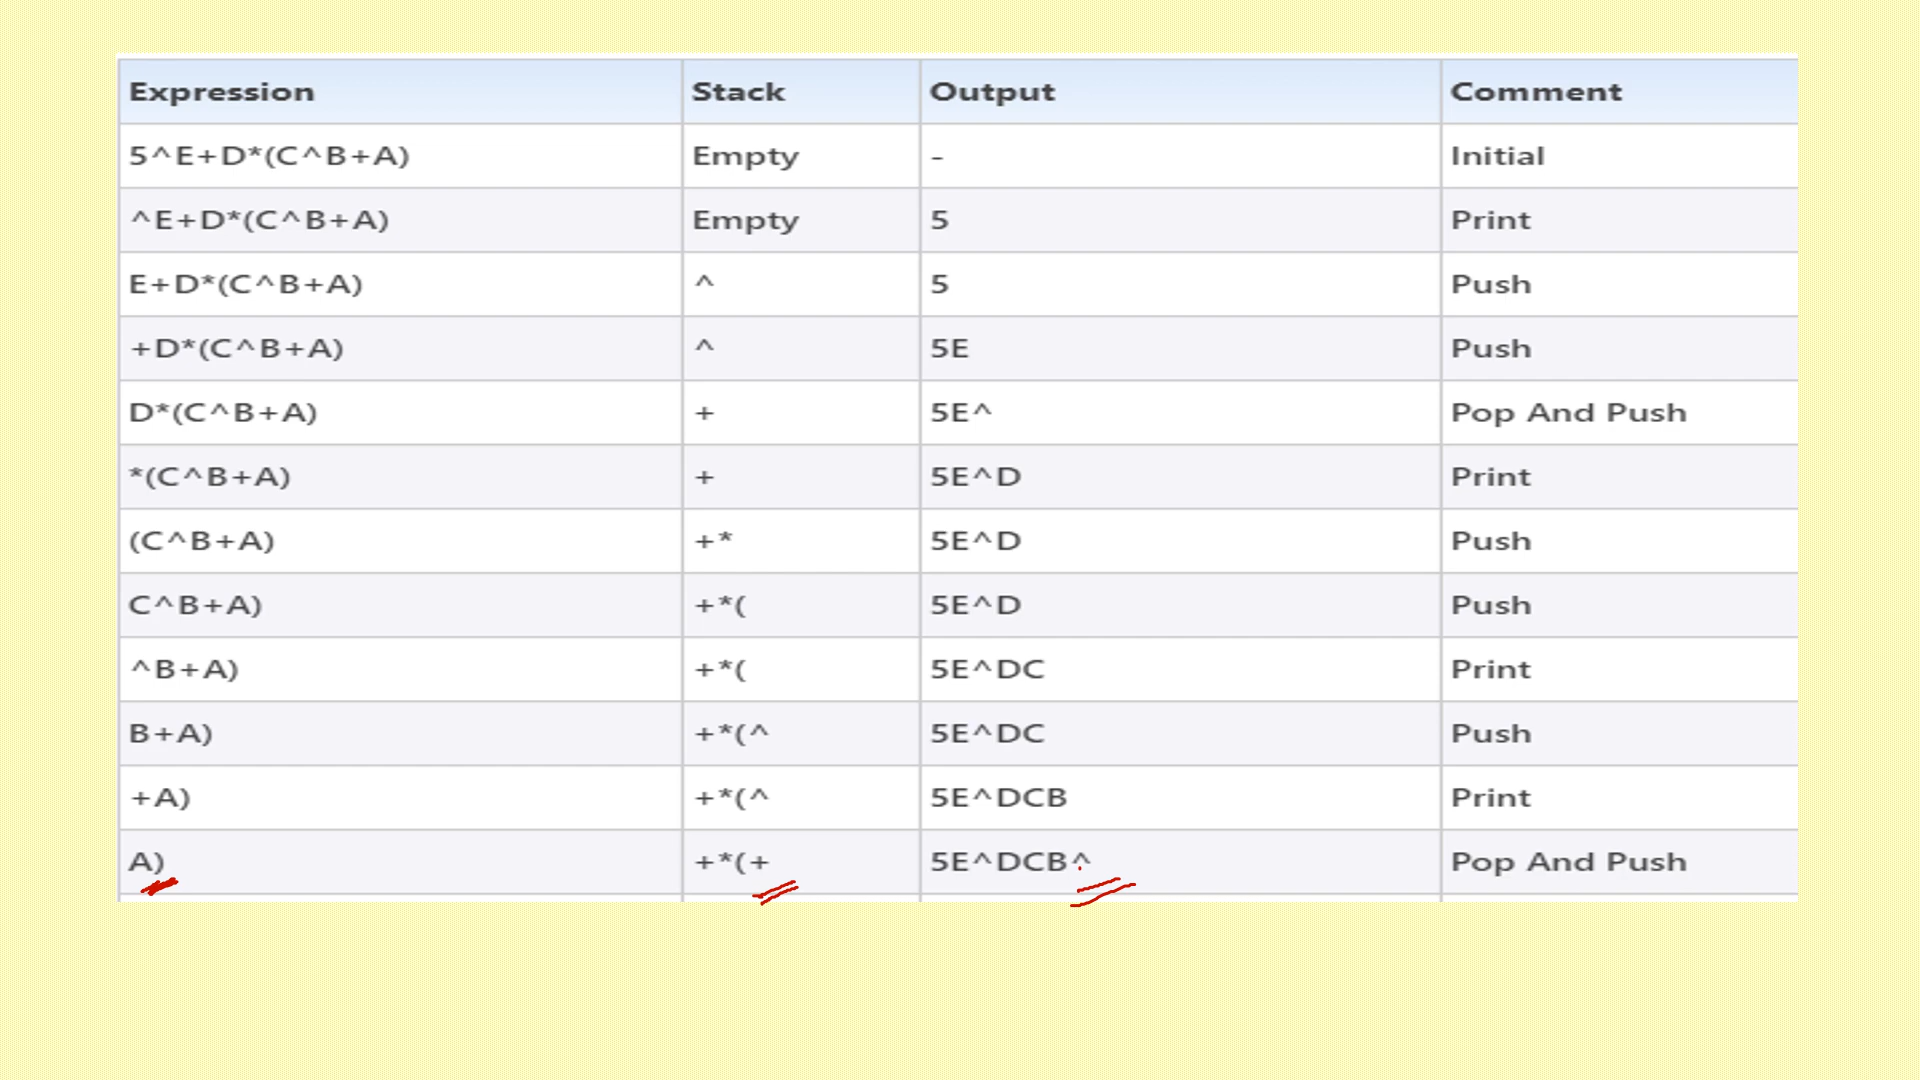 Expression Stack Output Comment
5^E+D*(C^B+A) Empty - Initial
^E+D*(C^B+A) Empty 5 Print
E+D*(C^B+A) ^ 5 Push
+D*(C^B+A) ^ 5E Push
D*(C^B+A) + 5E^ Pop And Push
*(C^B+A) + 5E^D Print
(C^B+A) +* 5E^D Push
C^B+A) +*( 5E^D Push
^B+A) +*( 5E^DC Print
B+A) +*(^ 5E^DC Push
+A) +*(^ 5E^DCB Print
A) +*(+ 5E^DCB^ Pop And Push